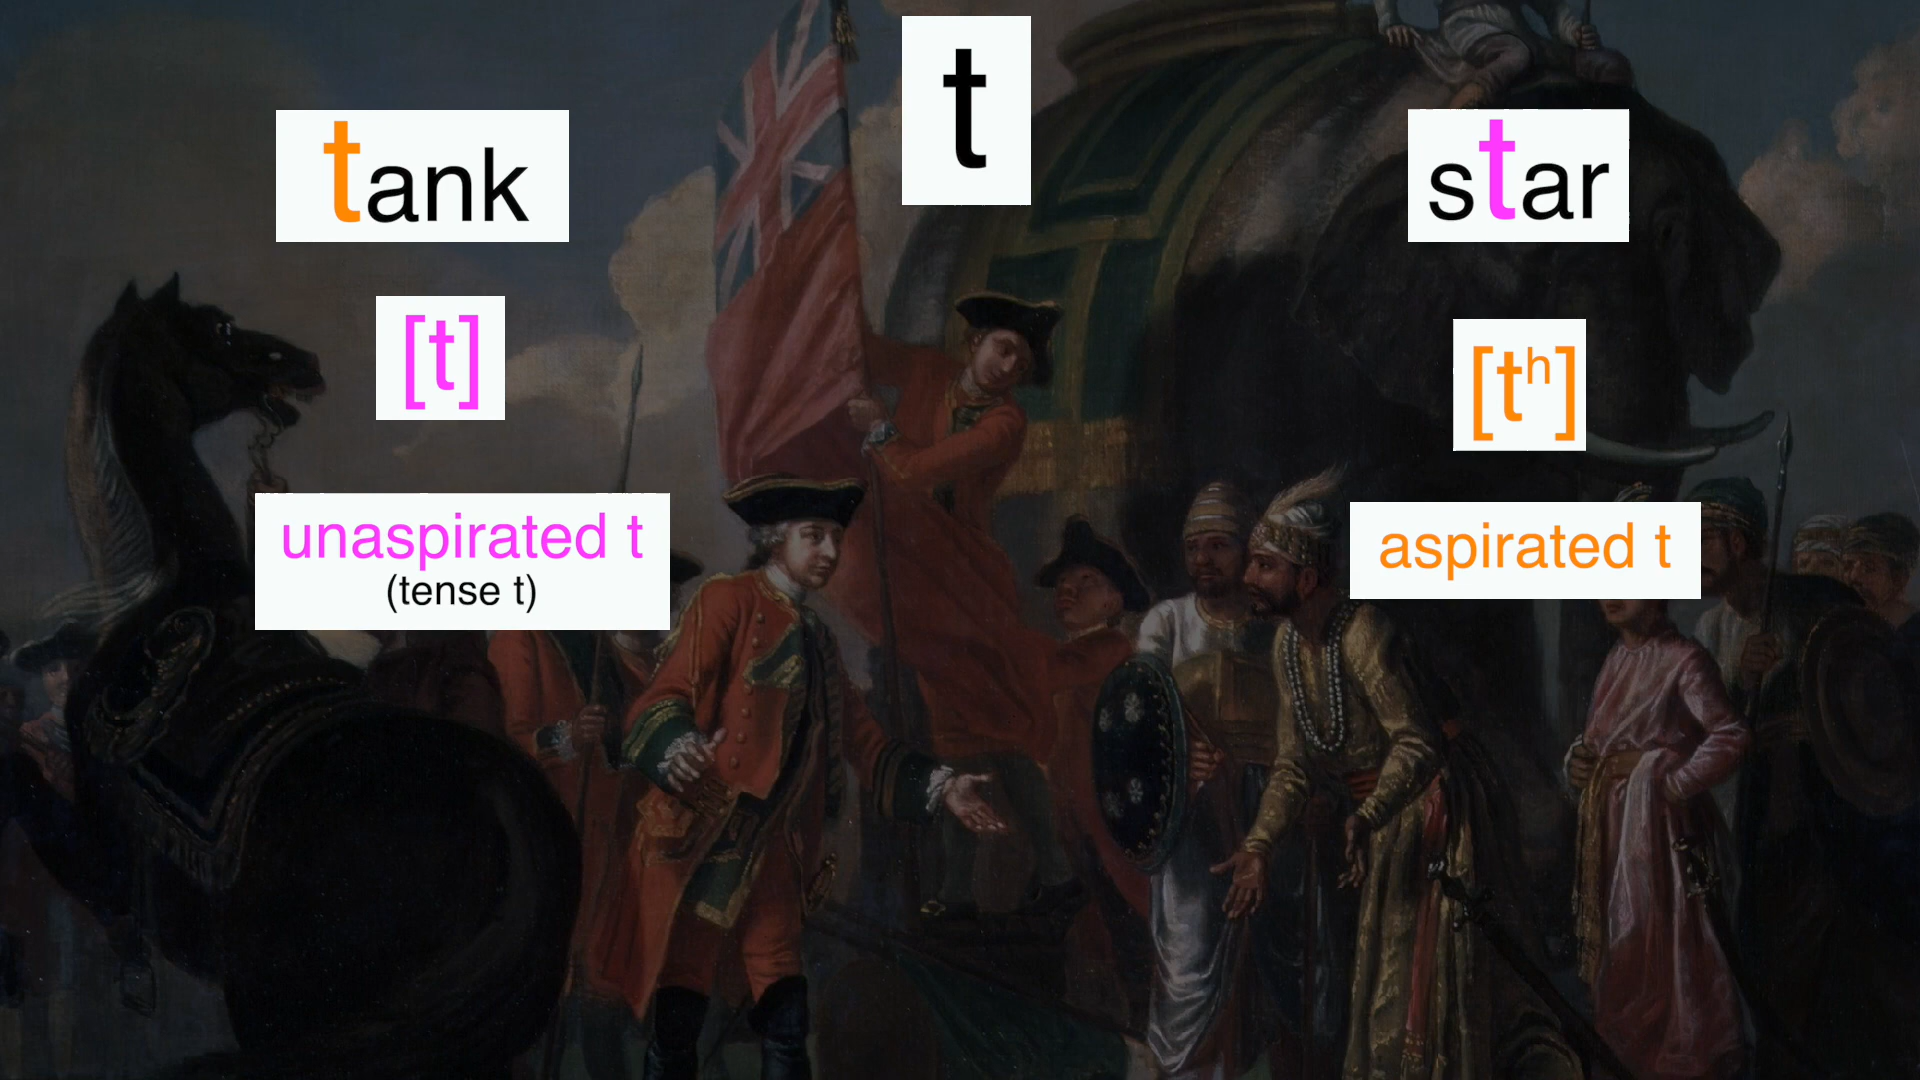 t
tank
star
[t]
[tʰ]
unaspirated t
(tense t)
aspirated t